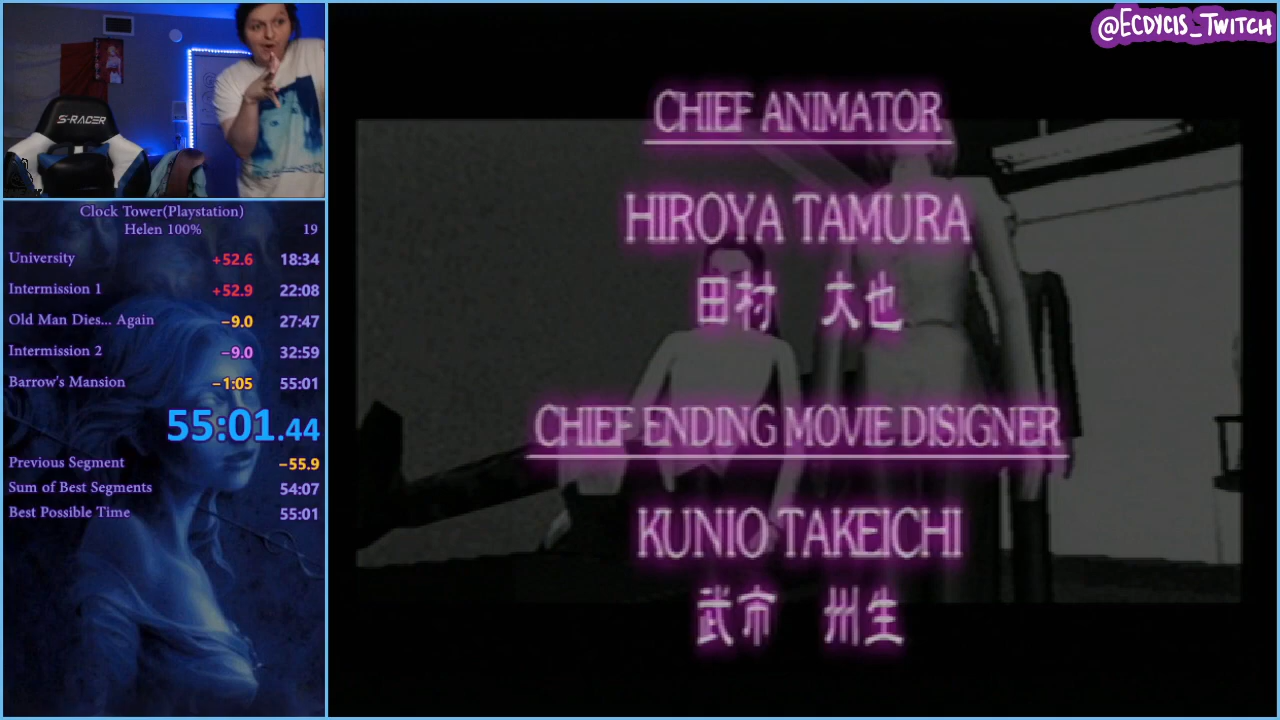 @ECDYCIS_TWITCH
S-RACER
Clock Tower(Playstation)
Helen 100% 19
University +52.6 18:34
Intermission 1 +52.9 22:08
Old Man Dies... Again −9.0 27:47
Intermission 2 −9.0 32:59
Barrow's Mansion −1:05 55:01
55:01.44
Previous Segment −55.9
Sum of Best Segments 54:07
Best Possible Time 55:01
CHIEF ANIMATOR
HIROYA TAMURA
田村 大也
CHIEF ENDING MOVIE DISIGNER
KUNIO TAKEICHI
武市 州生